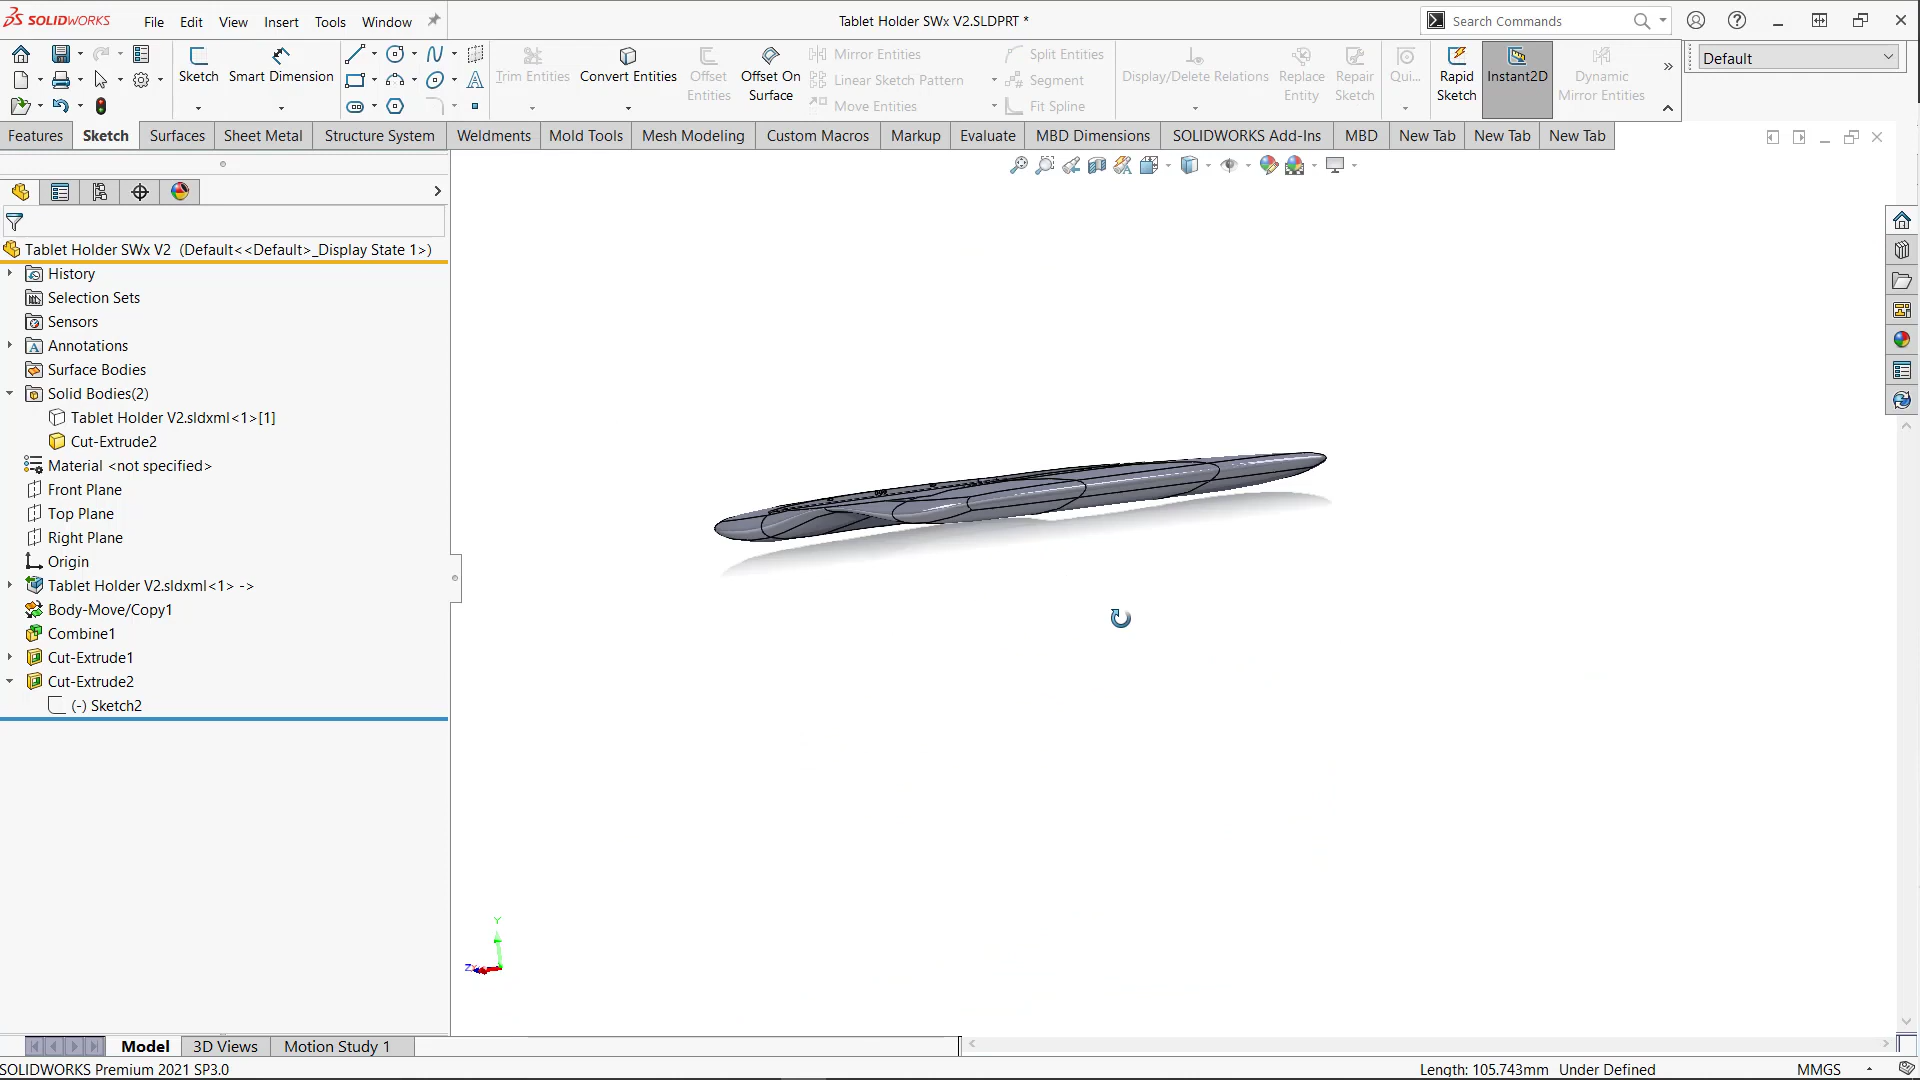 SOLIDWORKS File Edit View Insert Tools Window Tablet Holder SWx V2.SLDPRT * Search Commands
Sketch Smart Dimension Trim Entities Convert Entities Offset Entities Offset On Surface Mirror Entities Linear Sketch Pattern Move Entities Split Entities Segment Fit Spline Display/Delete Relations Replace Entity Repair Sketch Qui... Rapid Sketch Instant2D Dynamic Mirror Entities Default
Features Sketch Surfaces Sheet Metal Structure System Weldments Mold Tools Mesh Modeling Custom Macros Markup Evaluate MBD Dimensions SOLIDWORKS Add-Ins MBD New Tab New Tab New Tab
Tablet Holder SWx V2 (Default<<Default>_Display State 1>)
History
Selection Sets
Sensors
Annotations
Surface Bodies
Solid Bodies(2)
Tablet Holder V2.sldxml<1>[1]
Cut-Extrude2
Material <not specified>
Front Plane
Top Plane
Right Plane
Origin
Tablet Holder V2.sldxml<1> ->
Body-Move/Copy1
Combine1
Cut-Extrude1
Cut-Extrude2
(-) Sketch2
Y
Z
Model 3D Views Motion Study 1
SOLIDWORKS Premium 2021 SP3.0 Length: 105.743mm Under Defined MMGS